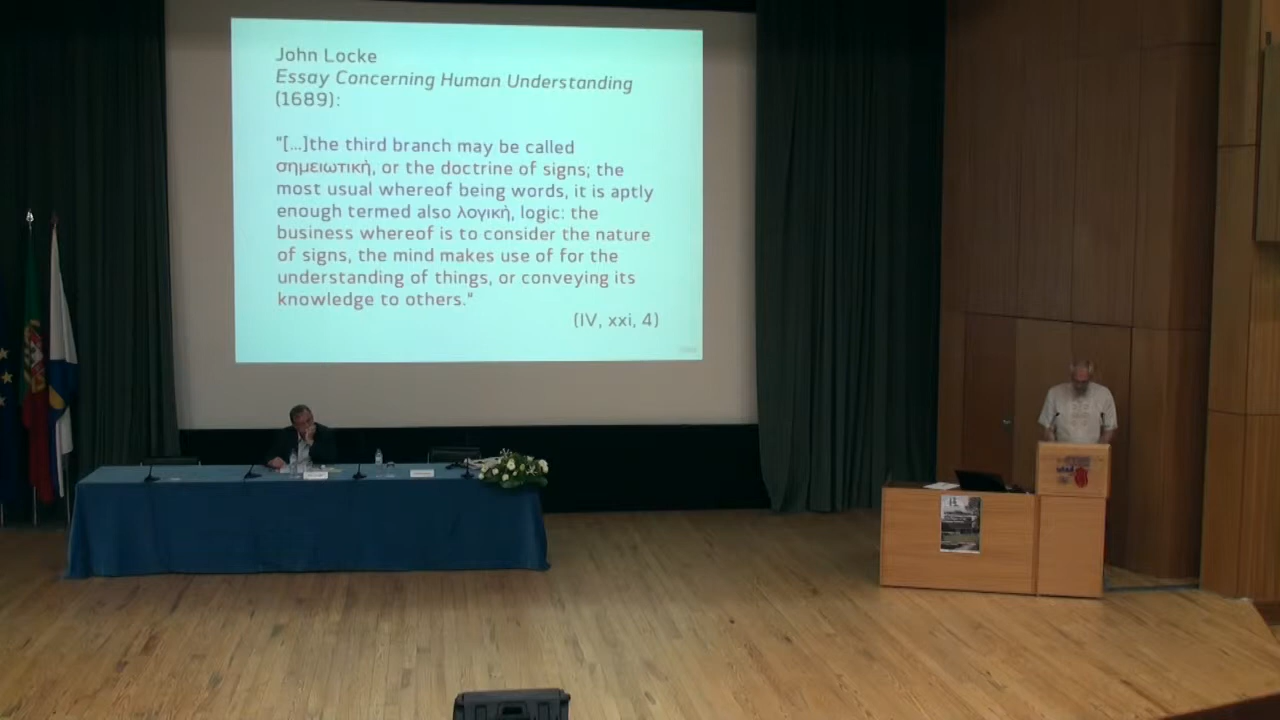 John Locke
Essay Concerning Human Understanding
(1689):
"[...]the third branch may be called
σημειωτικὴ, or the doctrine of signs; the
most usual whereof being words, it is aptly
enough termed also λογικὴ, logic: the
business whereof is to consider the nature
of signs, the mind makes use of for the
understanding of things, or conveying its
knowledge to others."
(IV, xxi, 4)